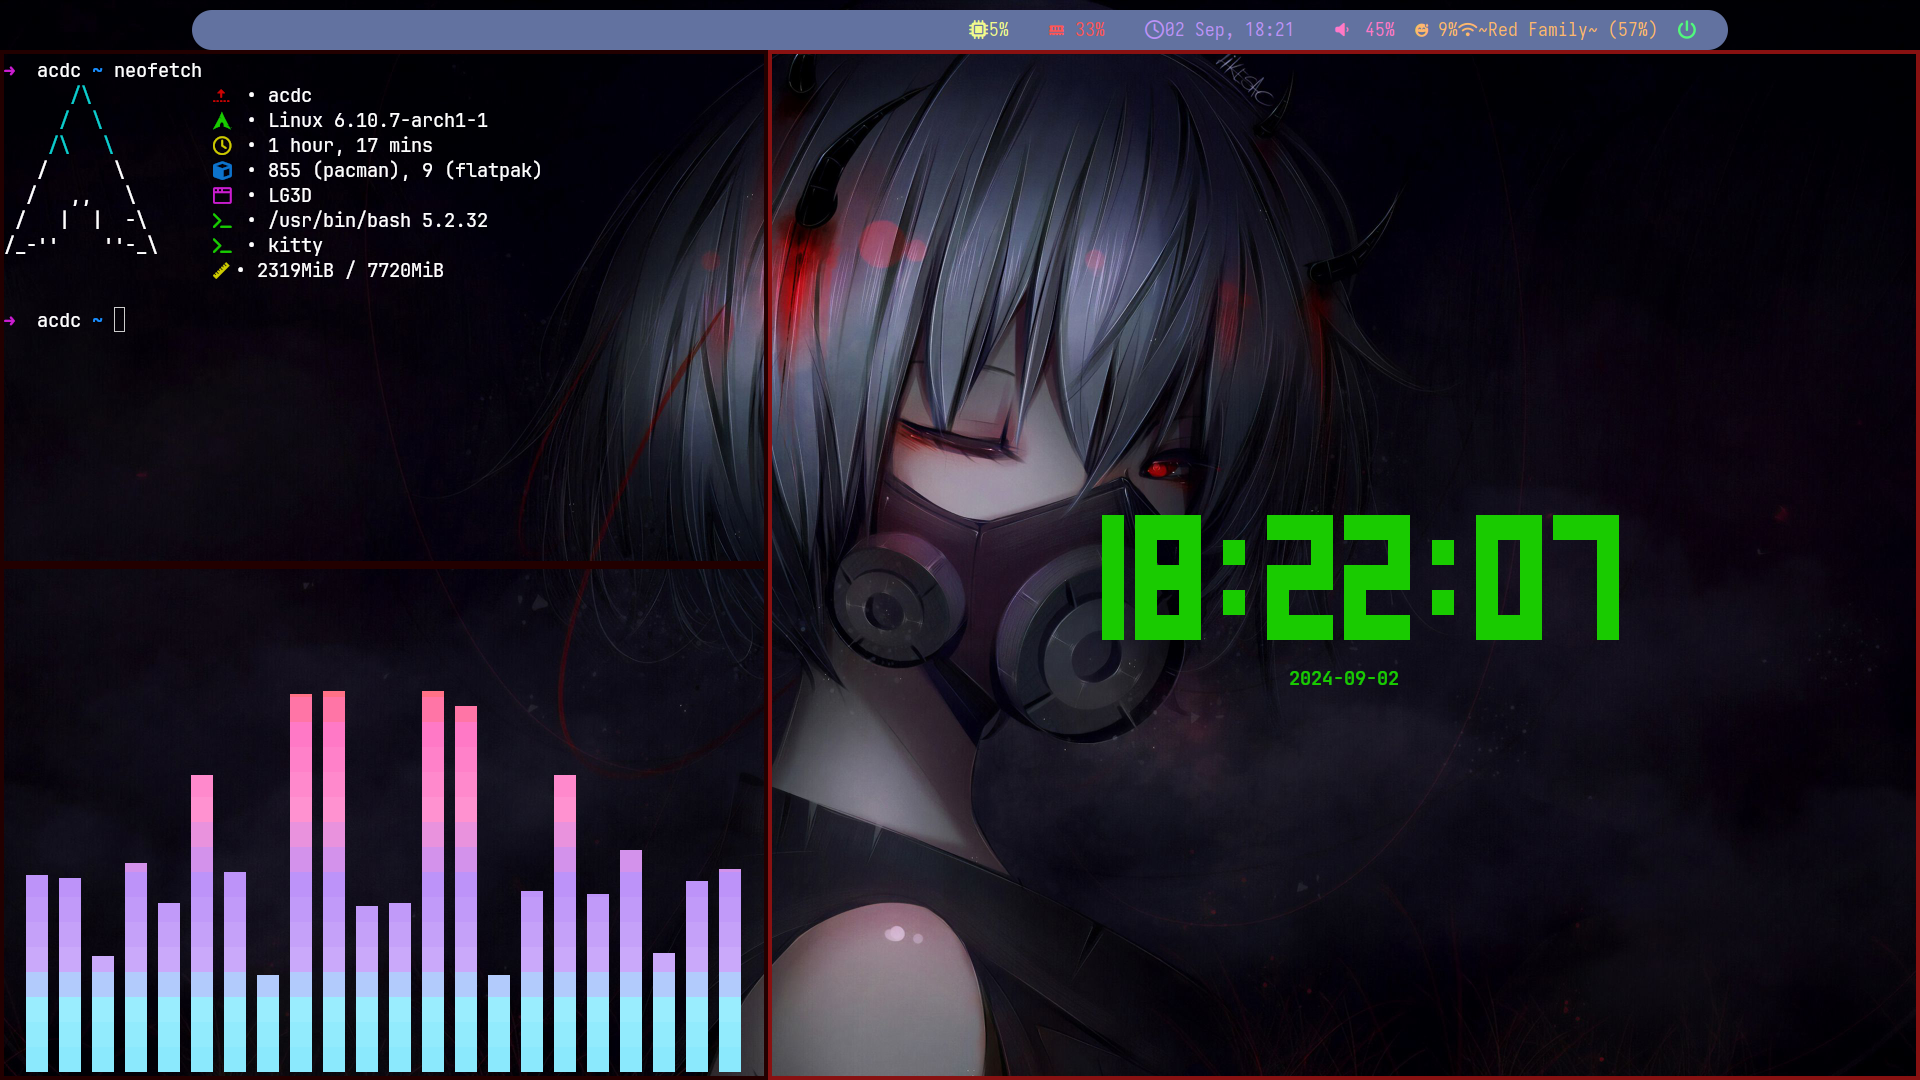 5% 33% 02 Sep, 18:21 45% 9% ~Red Family~ (57%)
→ acdc ~ neofetch
• acdc
• Linux 6.10.7-arch1-1
• 1 hour, 17 mins
• 855 (pacman), 9 (flatpak)
• LG3D
• /usr/bin/bash 5.2.32
• kitty
• 2319MiB / 7720MiB
→ acdc ~
18:22:07
2024-09-02